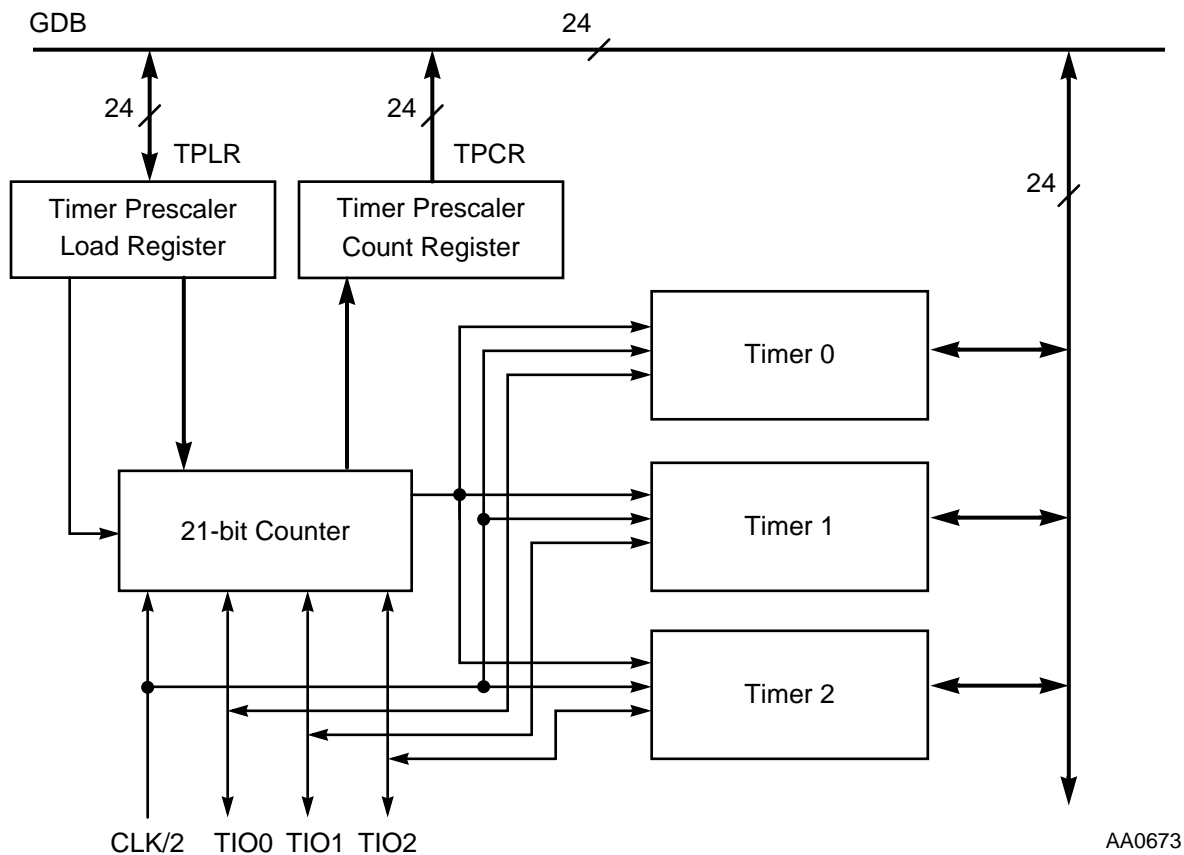 GDB
24
24
24
24
TPLR
TPCR
Timer Prescaler
Load Register
Timer Prescaler
Count Register
Timer 0
21-bit Counter
Timer 1
Timer 2
CLK/2
TIO0
TIO1
TIO2
AA0673